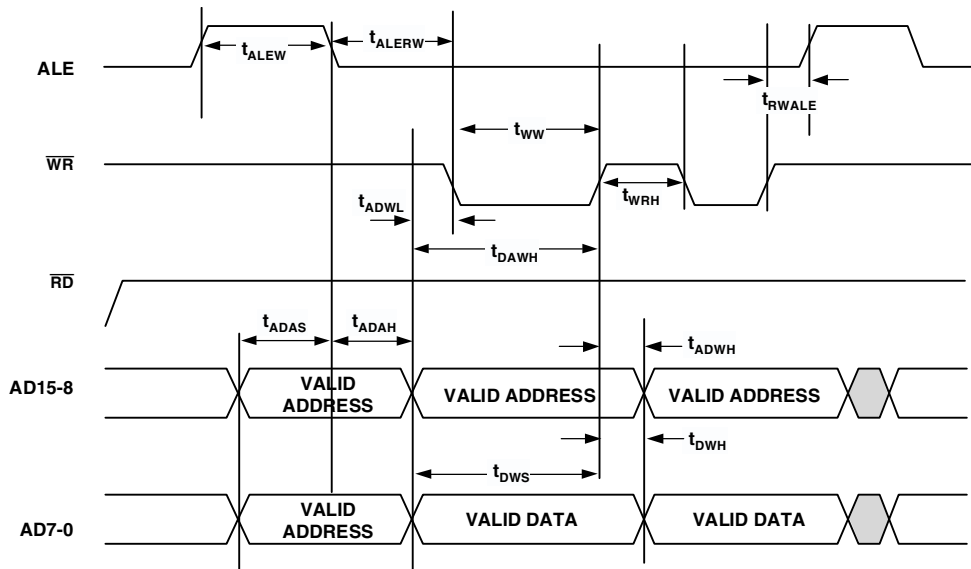 tALEW
tALERW
ALE
tRWALE
tWW
WR
tWRH
tADWL
tDAWH
RD
tADAS
tADAH
tADWH
AD15-8
VALID
ADDRESS
VALID ADDRESS
VALID ADDRESS
tDWH
tDWS
AD7-0
VALID
ADDRESS
VALID DATA
VALID DATA